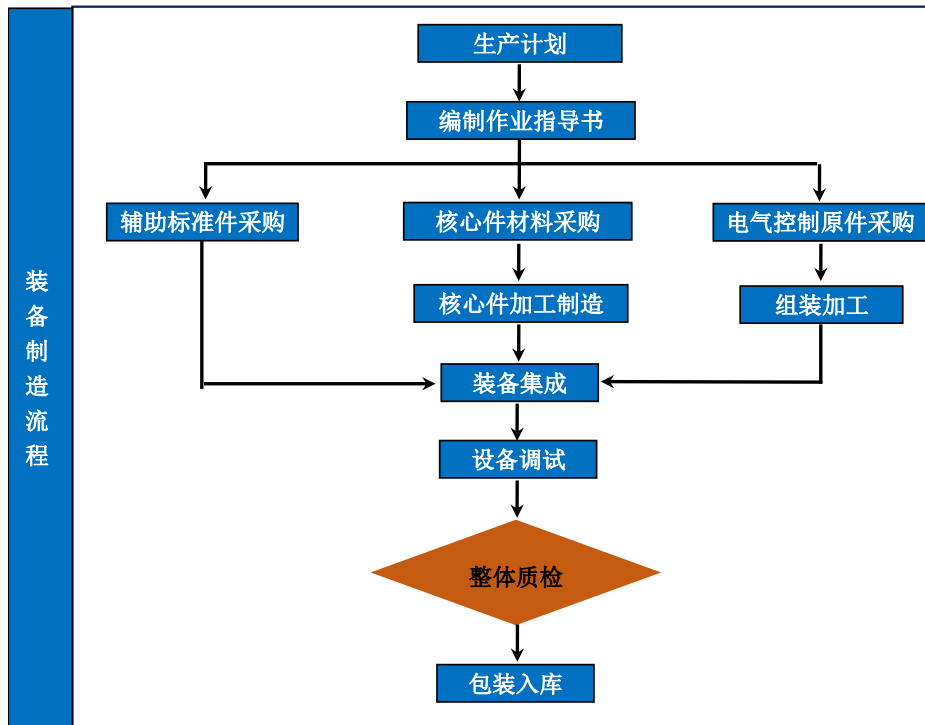 装备制造流程
生产计划
编制作业指导书
辅助标准件采购
核心件材料采购
电气控制原件采购
核心件加工制造
组装加工
装备集成
设备调试
整体质检
包装入库